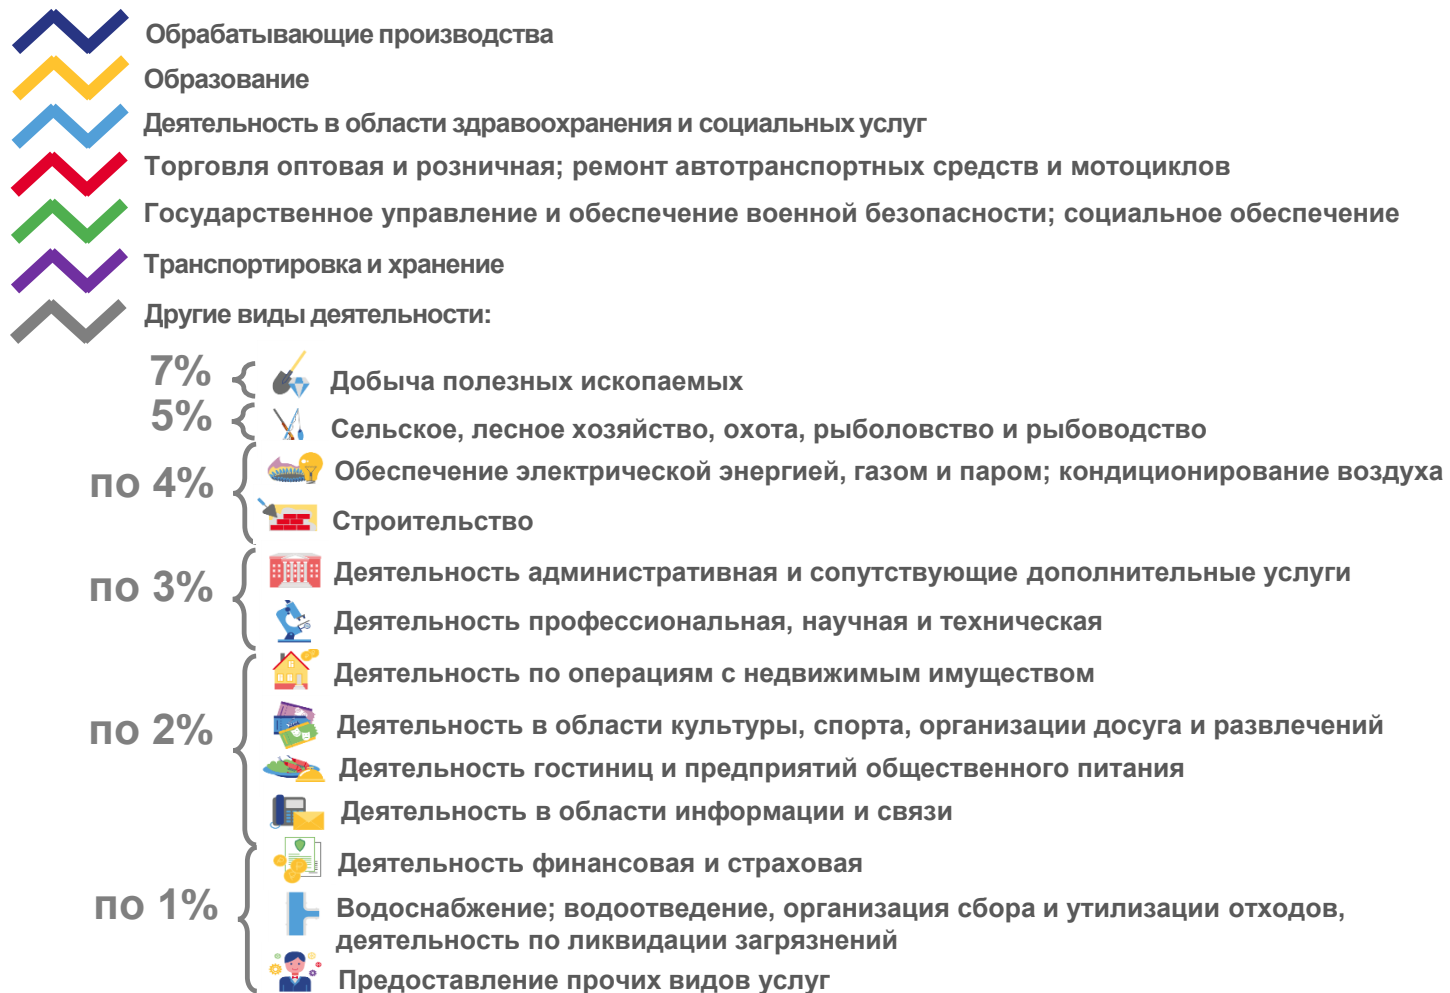 Обрабатывающие производства
Образование
Деятельность в области здравоохранения и социальных услуг
Торговля оптовая и розничная; ремонт автотранспортных средств и мотоциклов
Государственное управление и обеспечение военной безопасности; социальное обеспечение
Транспортировка и хранение
Другие виды деятельности:
7% Добыча полезных ископаемых
5% Сельское, лесное хозяйство, охота, рыболовство и рыбоводство
по 4% Обеспечение электрической энергией, газом и паром; кондиционирование воздуха
Строительство
по 3% Деятельность административная и сопутствующие дополнительные услуги
Деятельность профессиональная, научная и техническая
по 2% Деятельность по операциям с недвижимым имуществом
Деятельность в области культуры, спорта, организации досуга и развлечений
Деятельность гостиниц и предприятий общественного питания
Деятельность в области информации и связи
по 1% Деятельность финансовая и страховая
Водоснабжение; водоотведение, организация сбора и утилизации отходов,
деятельность по ликвидации загрязнений
Предоставление прочих видов услуг